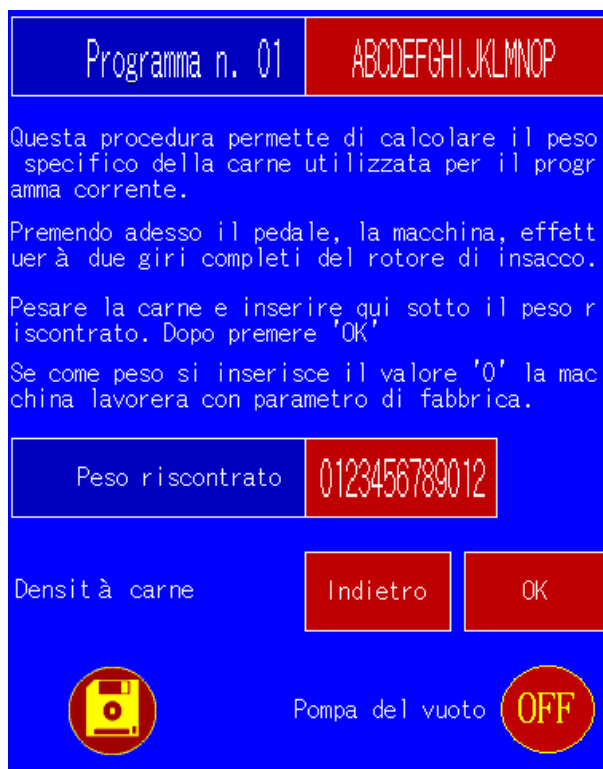 Programma n. 01 ABCDEFGHIJKLMNOP
Questa procedura permette di calcolare il peso
specifico della carne utilizzata per il progr
amma corrente.
Premendo adesso il pedale, la macchina, effett
uerà due giri completi del rotore di insacco.
Pesare la carne e inserire qui sotto il peso r
iscontrato. Dopo premere 'OK'
Se come peso si inserisce il valore '0' la mac
china lavorera con parametro di fabbrica.
Peso riscontrato 0123456789012
Densità carne Indietro OK
Pompa del vuoto OFF